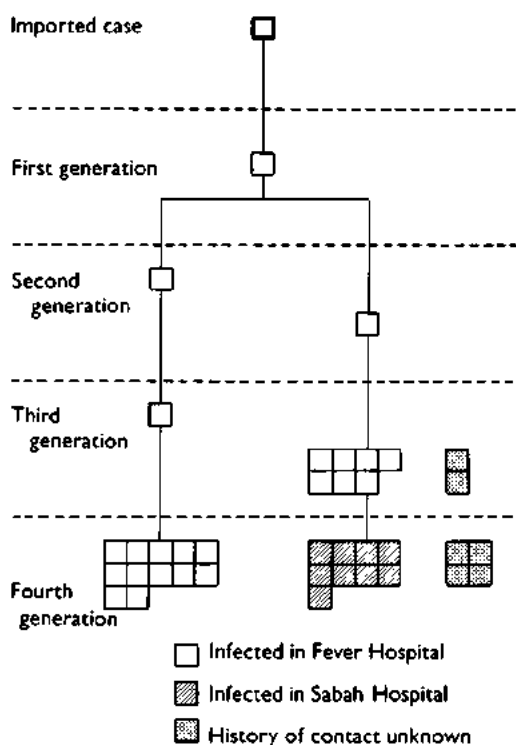 Imported case
First generation
Second
generation
Third
generation
Fourth
generation
Infected in Fever Hospital
Infected in Sabah Hospital
History of contact unknown